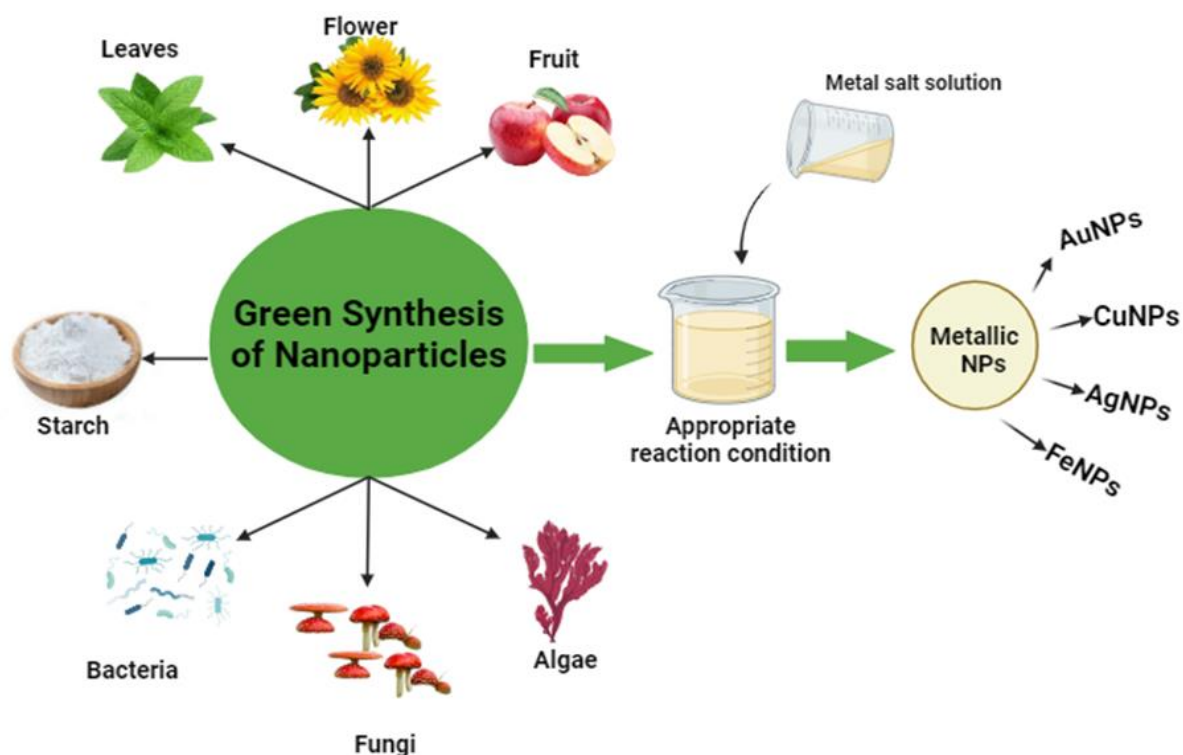 Leaves
Flower
Fruit
Metal salt solution
Green Synthesis
of Nanoparticles
Starch
Appropriate
reaction condition
Metallic
NPs
AuNPs
CuNPs
AgNPs
FeNPs
Bacteria
Fungi
Algae